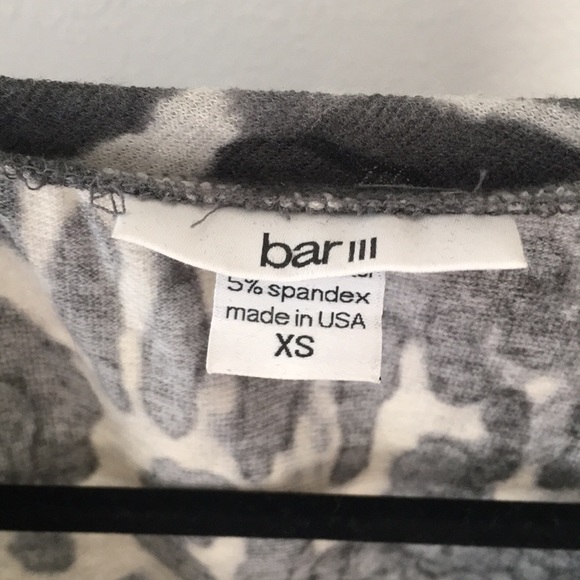 bar III
5% spandex
made in USA
XS